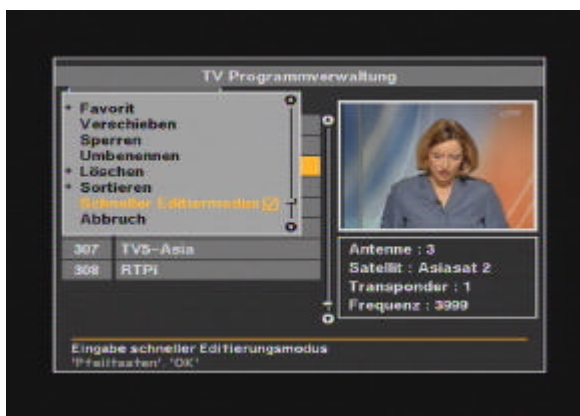 TV Programmverwaltung
Favorit
Verschieben
Sperren
Umbenennen
Löschen
Sortieren
Schneller Editiermodus
Abbruch
307 TV5-Asia
308 RTPi
Antenne : 3
Satellit : Asiasat 2
Transponder : 1
Frequenz : 3999
Eingabe schneller Editierungsmodus
'Pfeiltasten', 'OK'